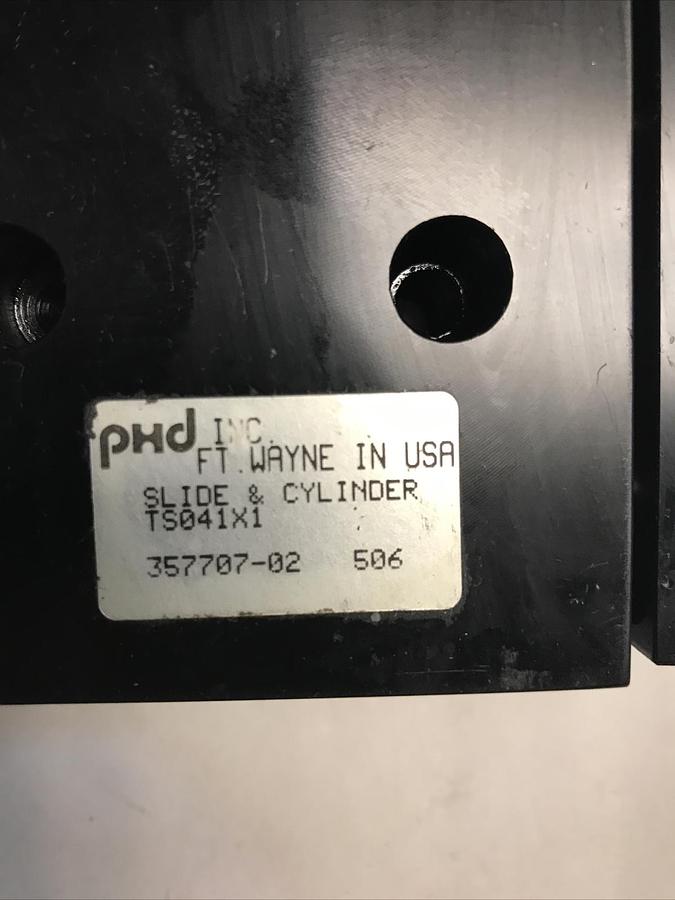 phd INC.
FT.WAYNE IN USA
SLIDE & CYLINDER
TS041X1
357707-02 506